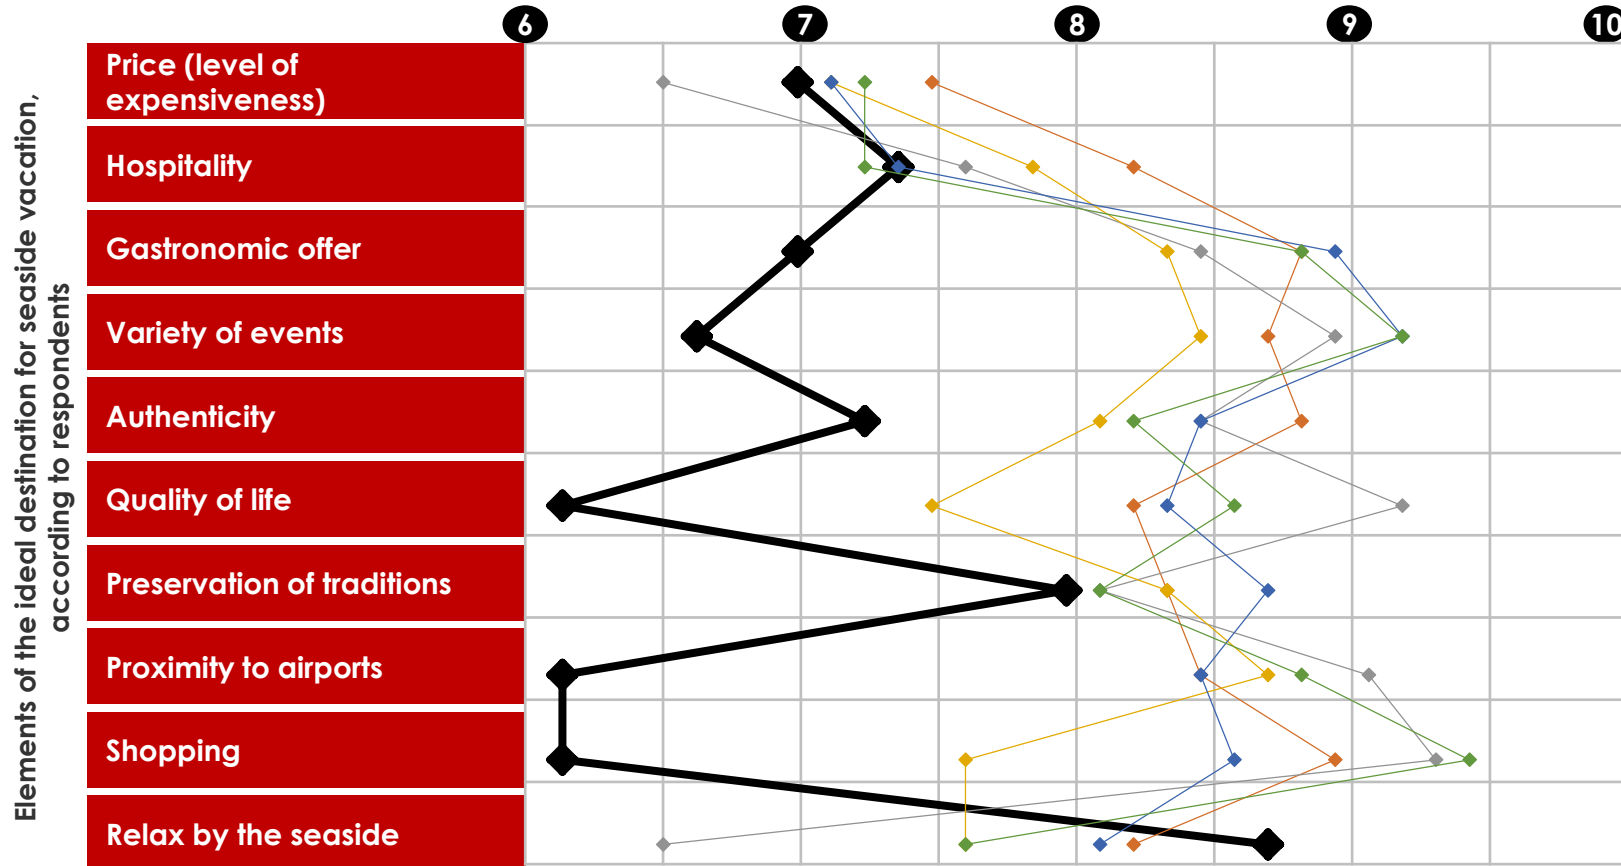 6 7 8 9 10
Elements of the ideal destination for seaside vacation,
according to respondents
Price (level of
expensiveness)
Hospitality
Gastronomic offer
Variety of events
Authenticity
Quality of life
Preservation of traditions
Proximity to airports
Shopping
Relax by the seaside